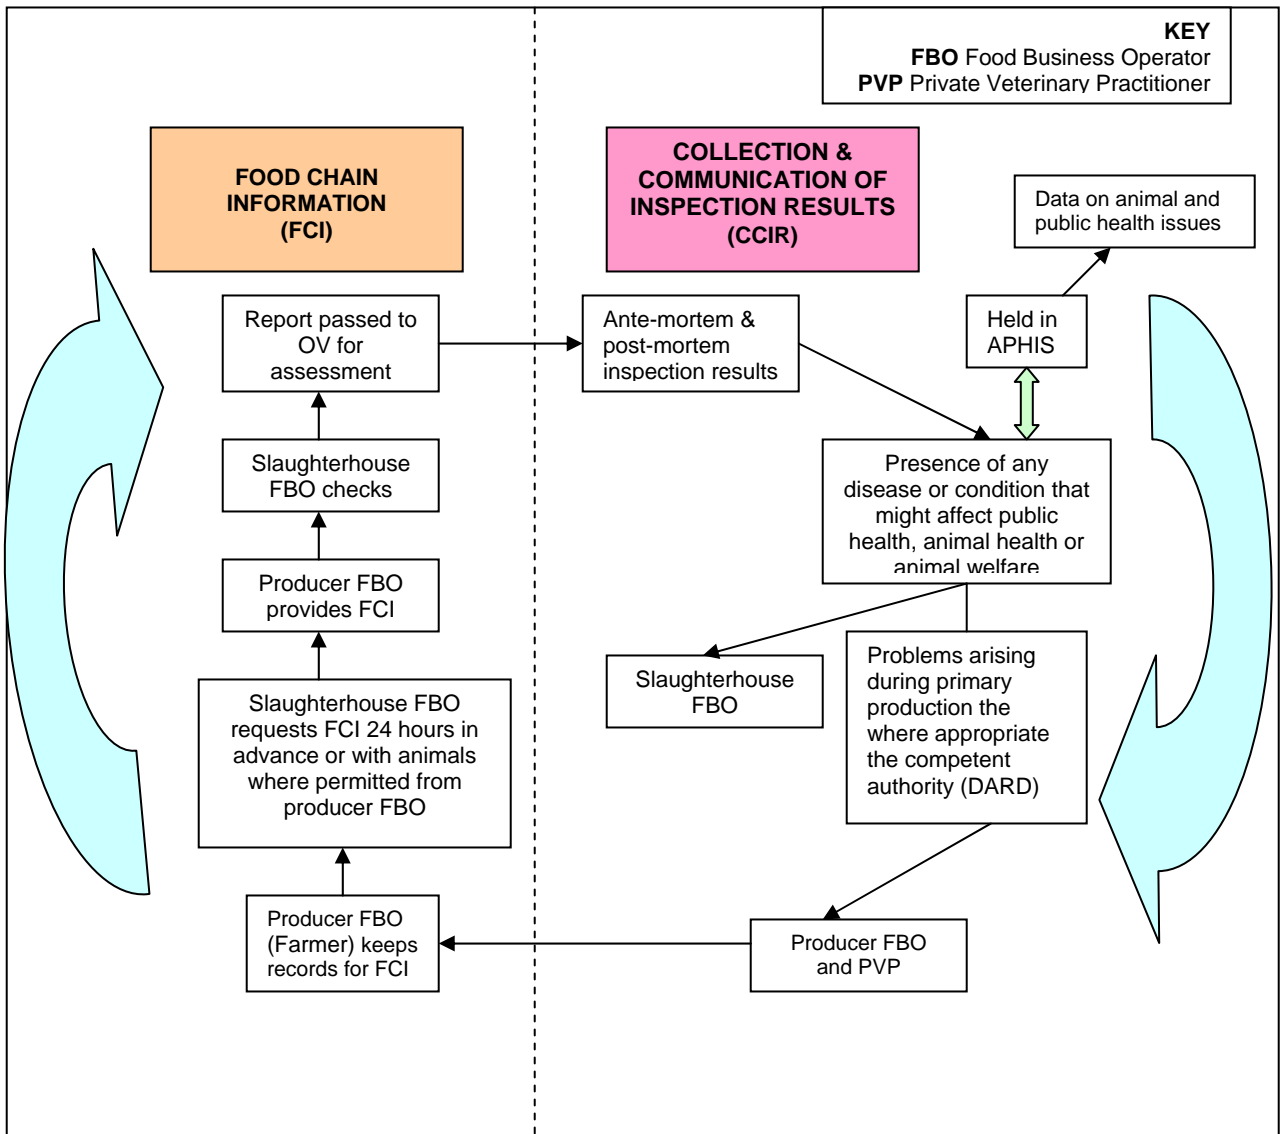 KEY
FBO Food Business Operator
PVP Private Veterinary Practitioner
FOOD CHAIN
INFORMATION
(FCI)
COLLECTION &
COMMUNICATION OF
INSPECTION RESULTS
(CCIR)
Data on animal and
public health issues
Report passed to
OV for
assessment
Ante-mortem &
post-mortem
inspection results
Held in
APHIS
Slaughterhouse
FBO checks
Presence of any
disease or condition that
might affect public
health, animal health or
animal welfare
Producer FBO
provides FCI
Slaughterhouse
FBO
Problems arising
during primary
production the
where appropriate
the competent
authority (DARD)
Slaughterhouse FBO
requests FCI 24 hours in
advance or with animals
where permitted from
producer FBO
Producer FBO
(Farmer) keeps
records for FCI
Producer FBO
and PVP